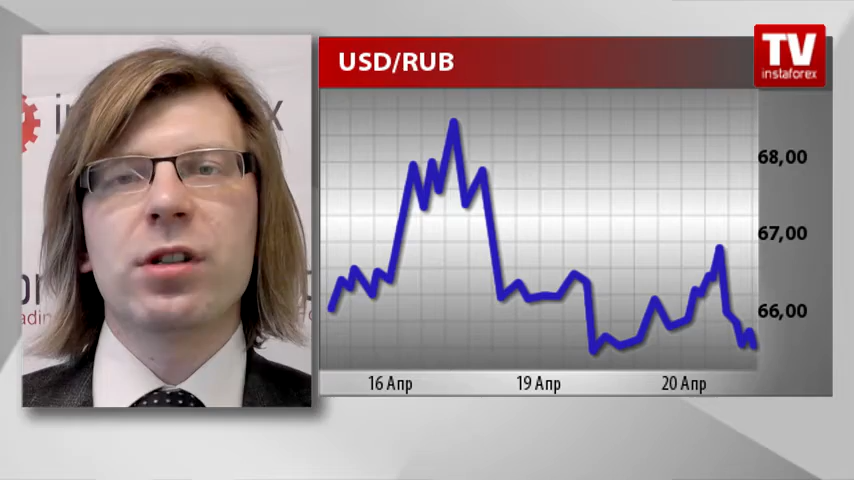 USD/RUB
TV
instaforex
68,00
67,00
66,00
16 Апр
19 Апр
20 Апр